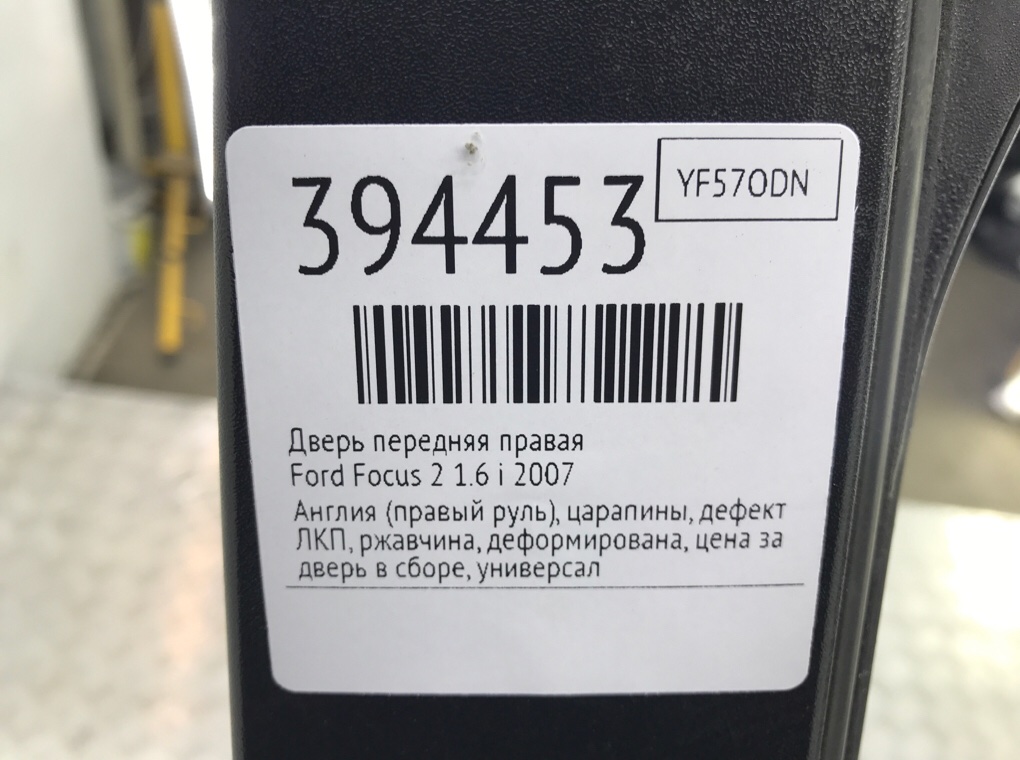 394453
YF57ODN
Дверь передняя правая
Ford Focus 2 1.6 i 2007
Англия (правый руль), царапины, дефект
ЛКП, ржавчина, деформирована, цена за
дверь в сборе, универсал